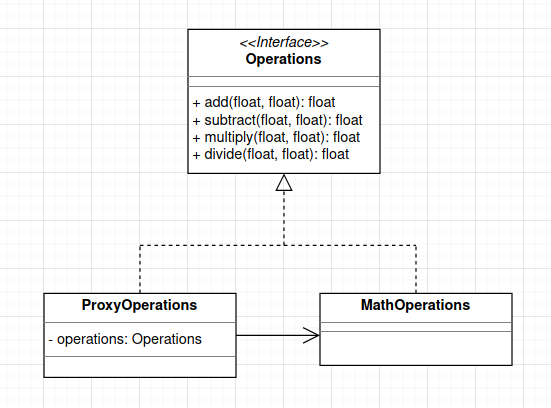 <<Interface>>
Operations
+ add(float, float): float
+ subtract(float, float): float
+ multiply(float, float): float
+ divide(float, float): float
ProxyOperations
- operations: Operations
MathOperations